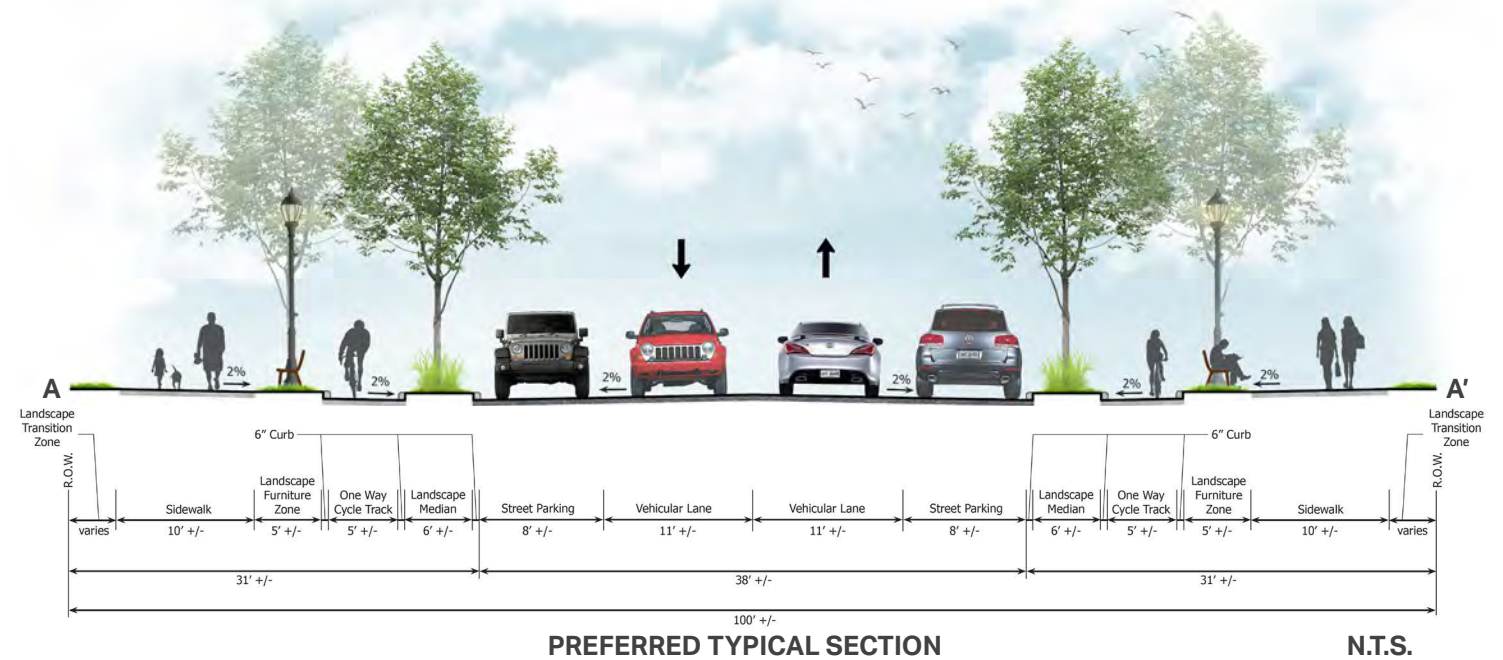 2%
2%
2%
2%
2%
2%
A
A'
Landscape
Transition
Zone
Landscape
Transition
Zone
6" Curb
6" Curb
R.O.W.
R.O.W.
Sidewalk
Landscape
Furniture
Zone
One Way
Cycle Track
Landscape
Median
Street Parking
Vehicular Lane
Vehicular Lane
Street Parking
Landscape
Median
One Way
Cycle Track
Landscape
Furniture
Zone
Sidewalk
varies
10' +/-
5' +/-
5' +/-
6' +/-
8' +/-
11' +/-
11' +/-
8' +/-
6' +/-
5' +/-
5' +/-
10' +/-
varies
31' +/-
38' +/-
31' +/-
100' +/-
PREFERRED TYPICAL SECTION
N.T.S.